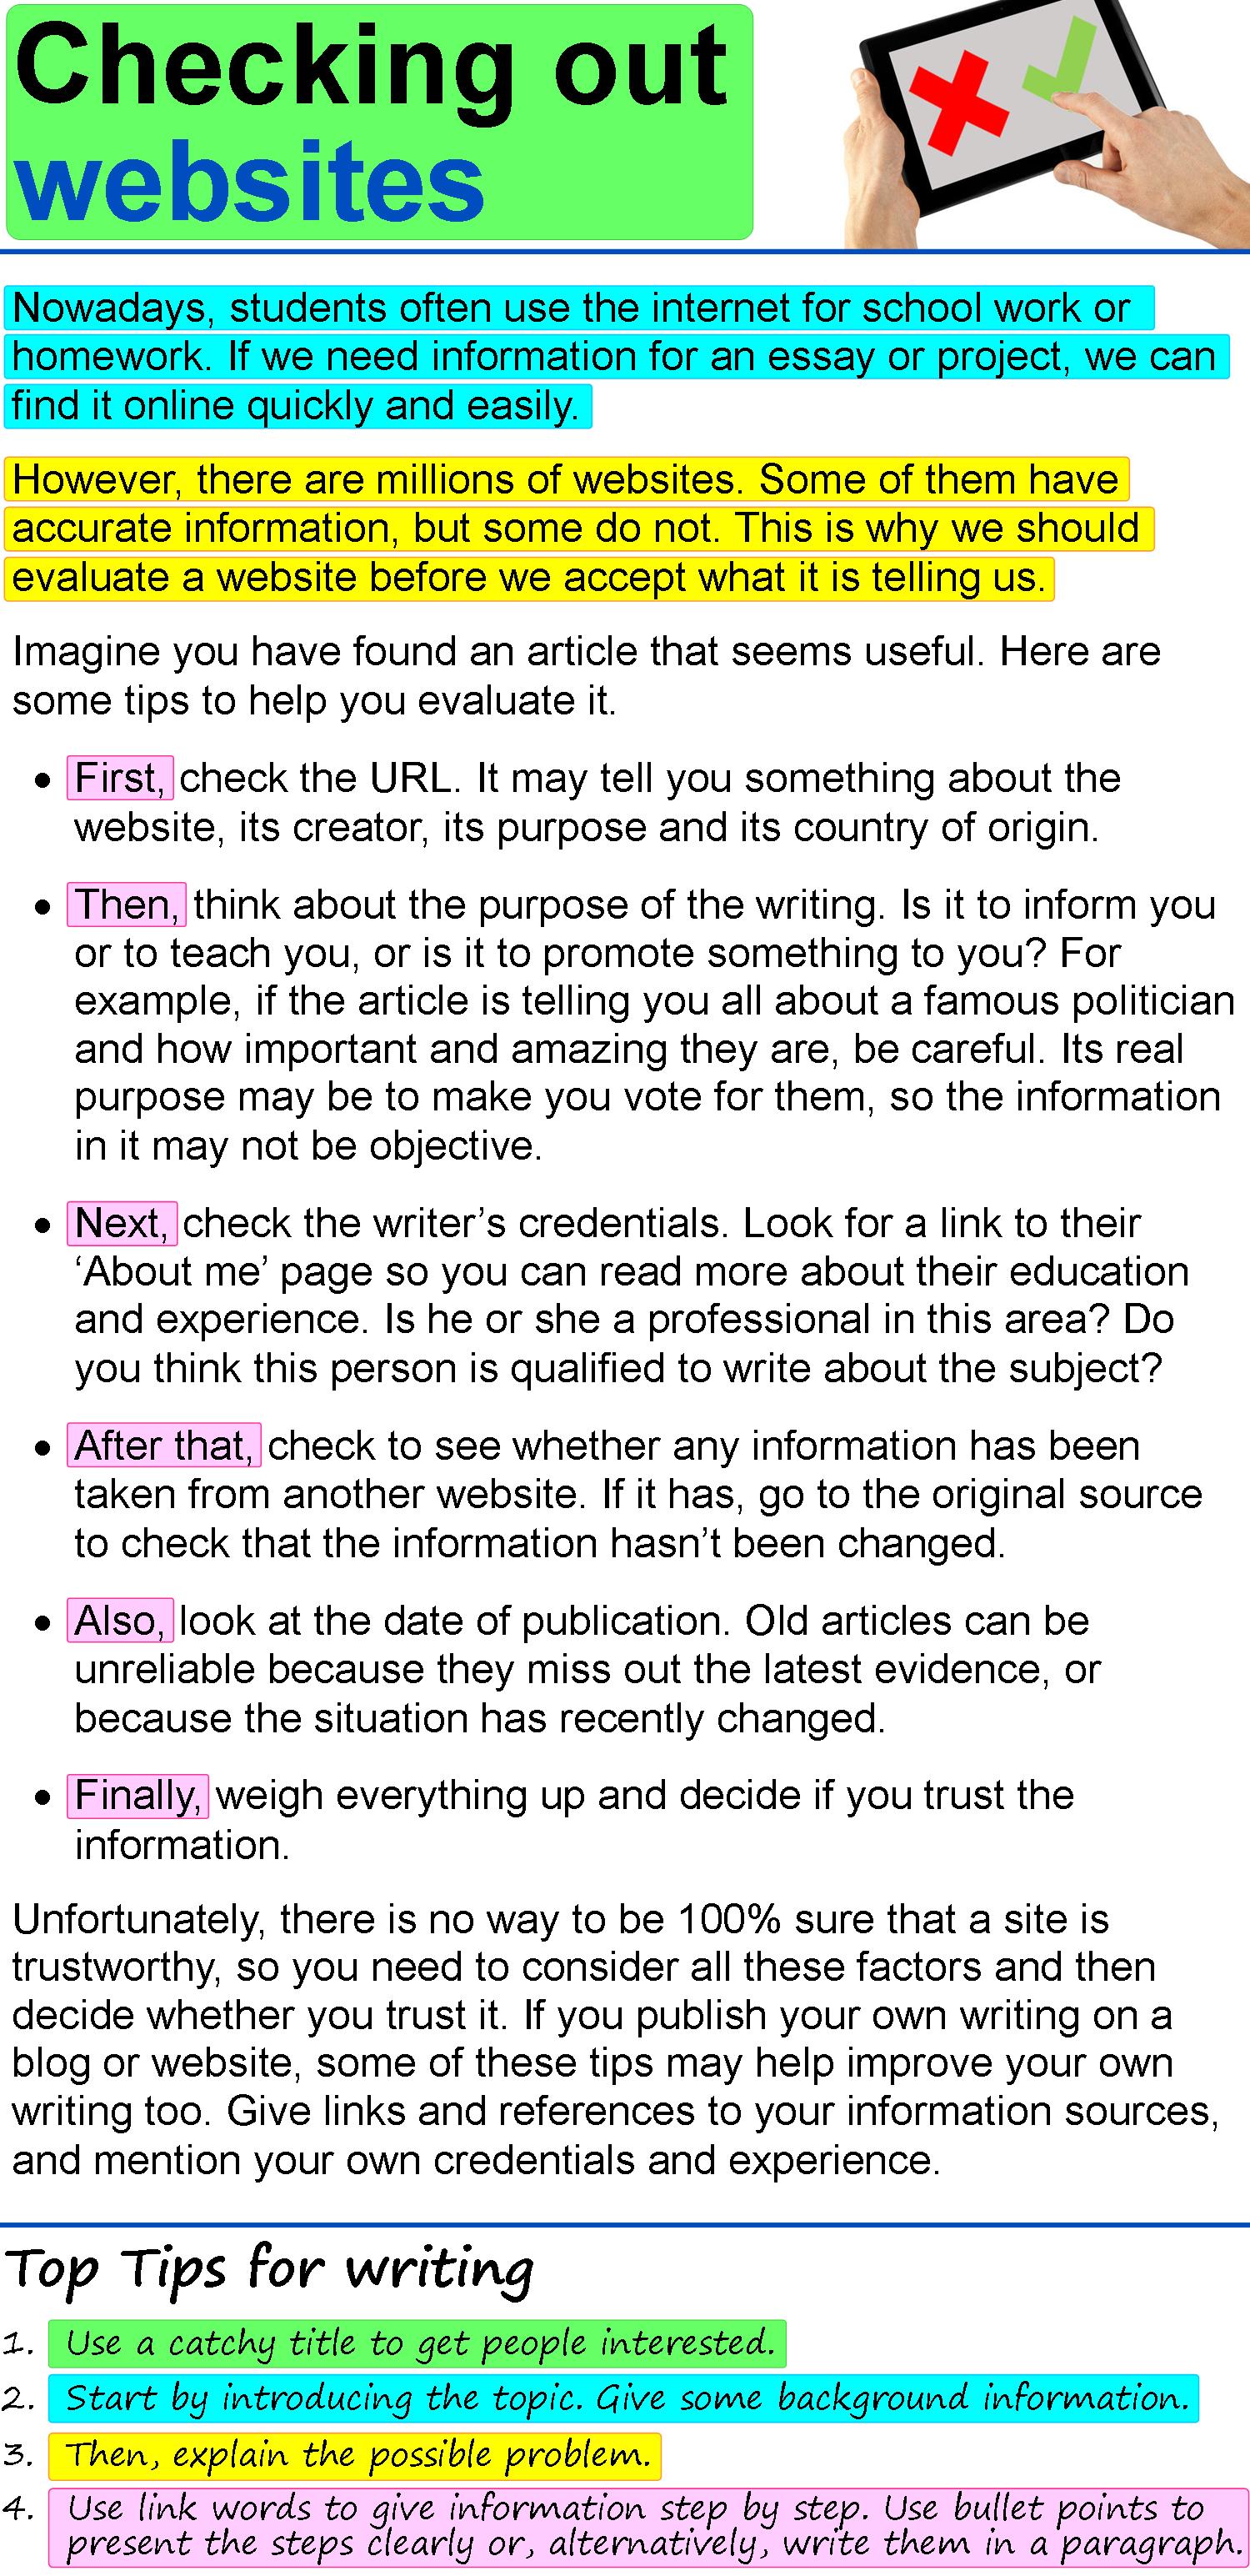 Checking out
websites
Nowadays, students often use the internet for school work or
homework. If we need information for an essay or project, we can
find it online quickly and easily.
However, there are millions of websites. Some of them have
accurate information, but some do not. This is why we should
evaluate a website before we accept what it is telling us.
Imagine you have found an article that seems useful. Here are
some tips to help you evaluate it.
• First, check the URL. It may tell you something about the
website, its creator, its purpose and its country of origin.
• Then, think about the purpose of the writing. Is it to inform you
or to teach you, or is it to promote something to you? For
example, if the article is telling you all about a famous politician
and how important and amazing they are, be careful. Its real
purpose may be to make you vote for them, so the information
in it may not be objective.
• Next, check the writer’s credentials. Look for a link to their
‘About me’ page so you can read more about their education
and experience. Is he or she a professional in this area? Do
you think this person is qualified to write about the subject?
• After that, check to see whether any information has been
taken from another website. If it has, go to the original source
to check that the information hasn’t been changed.
• Also, look at the date of publication. Old articles can be
unreliable because they miss out the latest evidence, or
because the situation has recently changed.
• Finally, weigh everything up and decide if you trust the
information.
Unfortunately, there is no way to be 100% sure that a site is
trustworthy, so you need to consider all these factors and then
decide whether you trust it. If you publish your own writing on a
blog or website, some of these tips may help improve your own
writing too. Give links and references to your information sources,
and mention your own credentials and experience.
Top Tips for writing
1. Use a catchy title to get people interested.
2. Start by introducing the topic. Give some background information.
3. Then, explain the possible problem.
4. Use link words to give information step by step. Use bullet points to
present the steps clearly or, alternatively, write them in a paragraph.